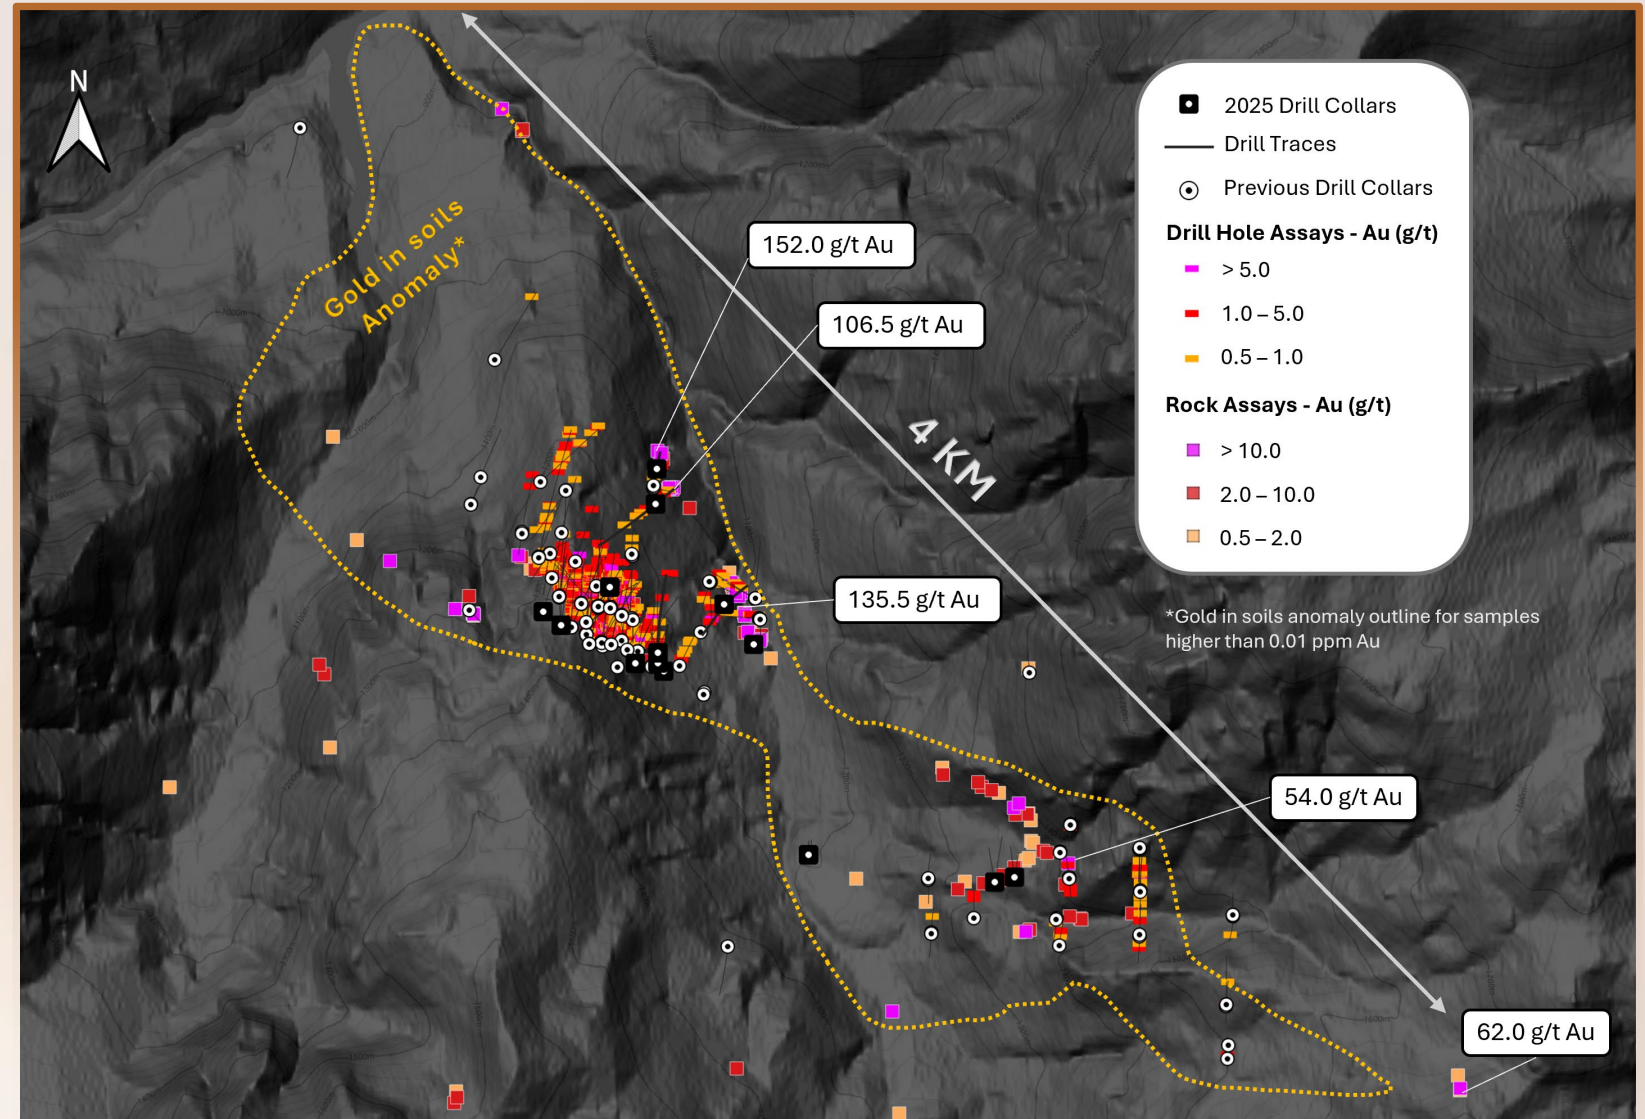 N
Gold in soils
Anomaly*
152.0 g/t Au
106.5 g/t Au
4 KM
135.5 g/t Au
54.0 g/t Au
62.0 g/t Au
2025 Drill Collars
Drill Traces
Previous Drill Collars
Drill Hole Assays - Au (g/t)
> 5.0
1.0 – 5.0
0.5 – 1.0
Rock Assays - Au (g/t)
> 10.0
2.0 – 10.0
0.5 – 2.0
*Gold in soils anomaly outline for samples
higher than 0.01 ppm Au